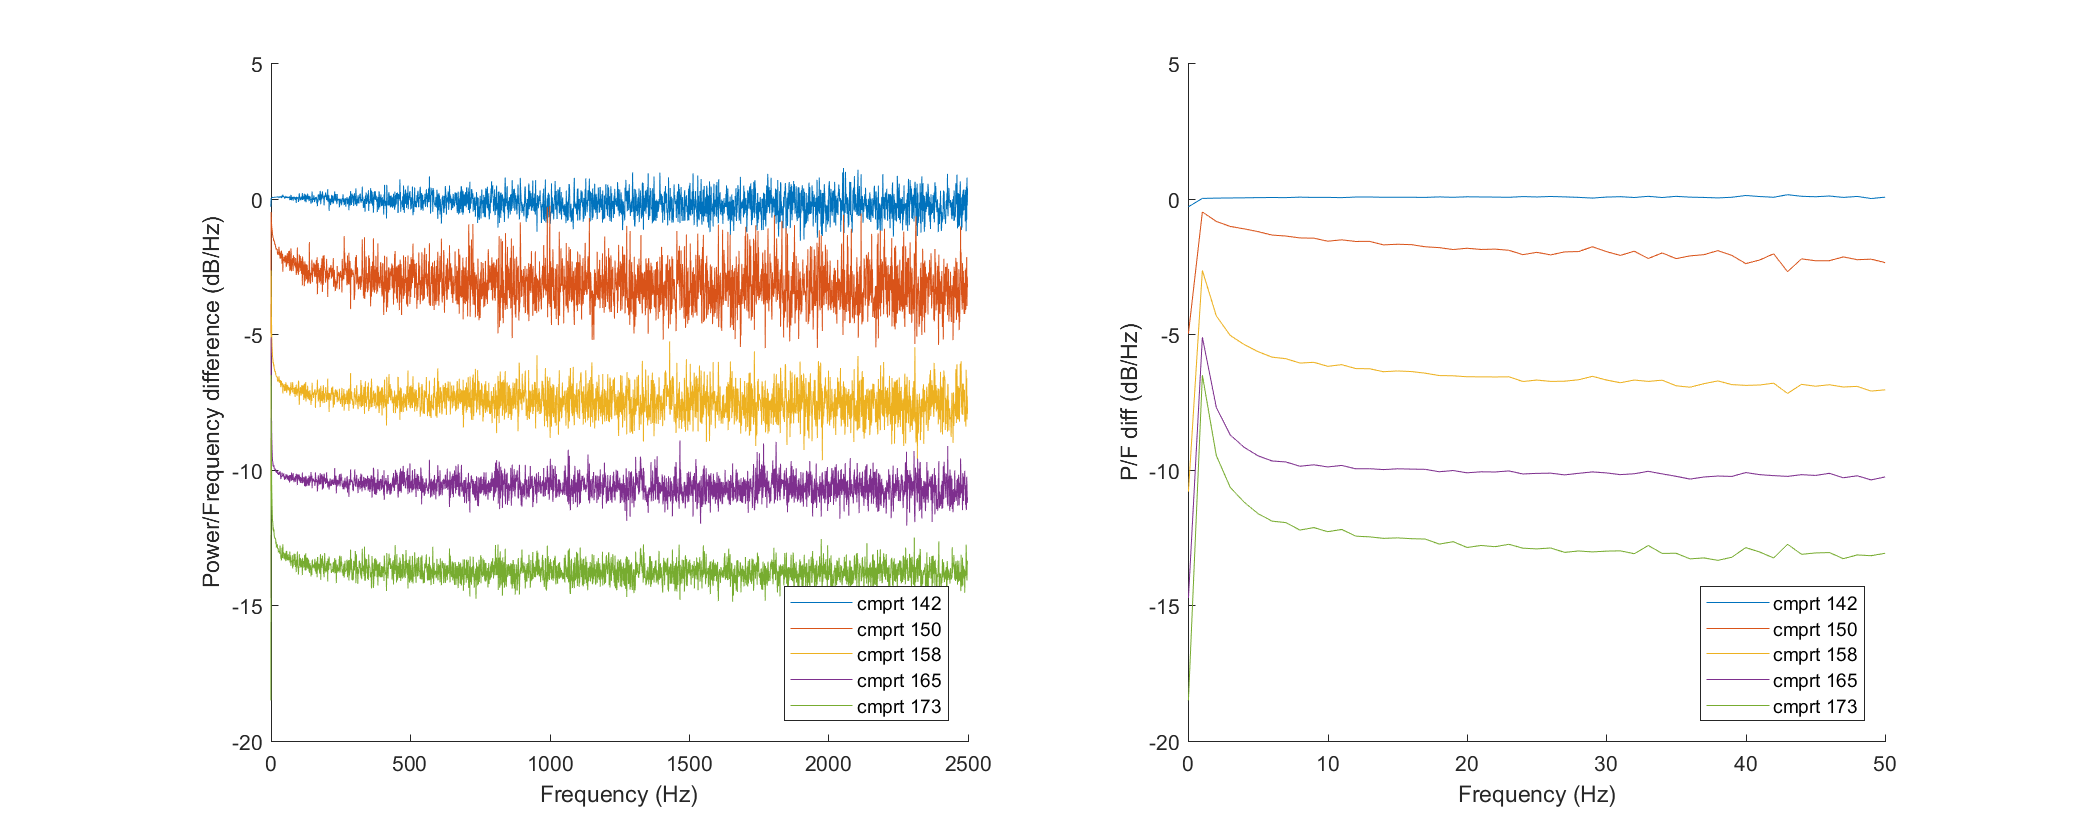 5
0
-5
-10
-15
-20
0 500 1000 1500 2000 2500
Power/Frequency difference (dB/Hz)
Frequency (Hz)
cmprt 142
cmprt 150
cmprt 158
cmprt 165
cmprt 173
5
0
-5
-10
-15
-20
0 10 20 30 40 50
P/F diff (dB/Hz)
Frequency (Hz)
cmprt 142
cmprt 150
cmprt 158
cmprt 165
cmprt 173